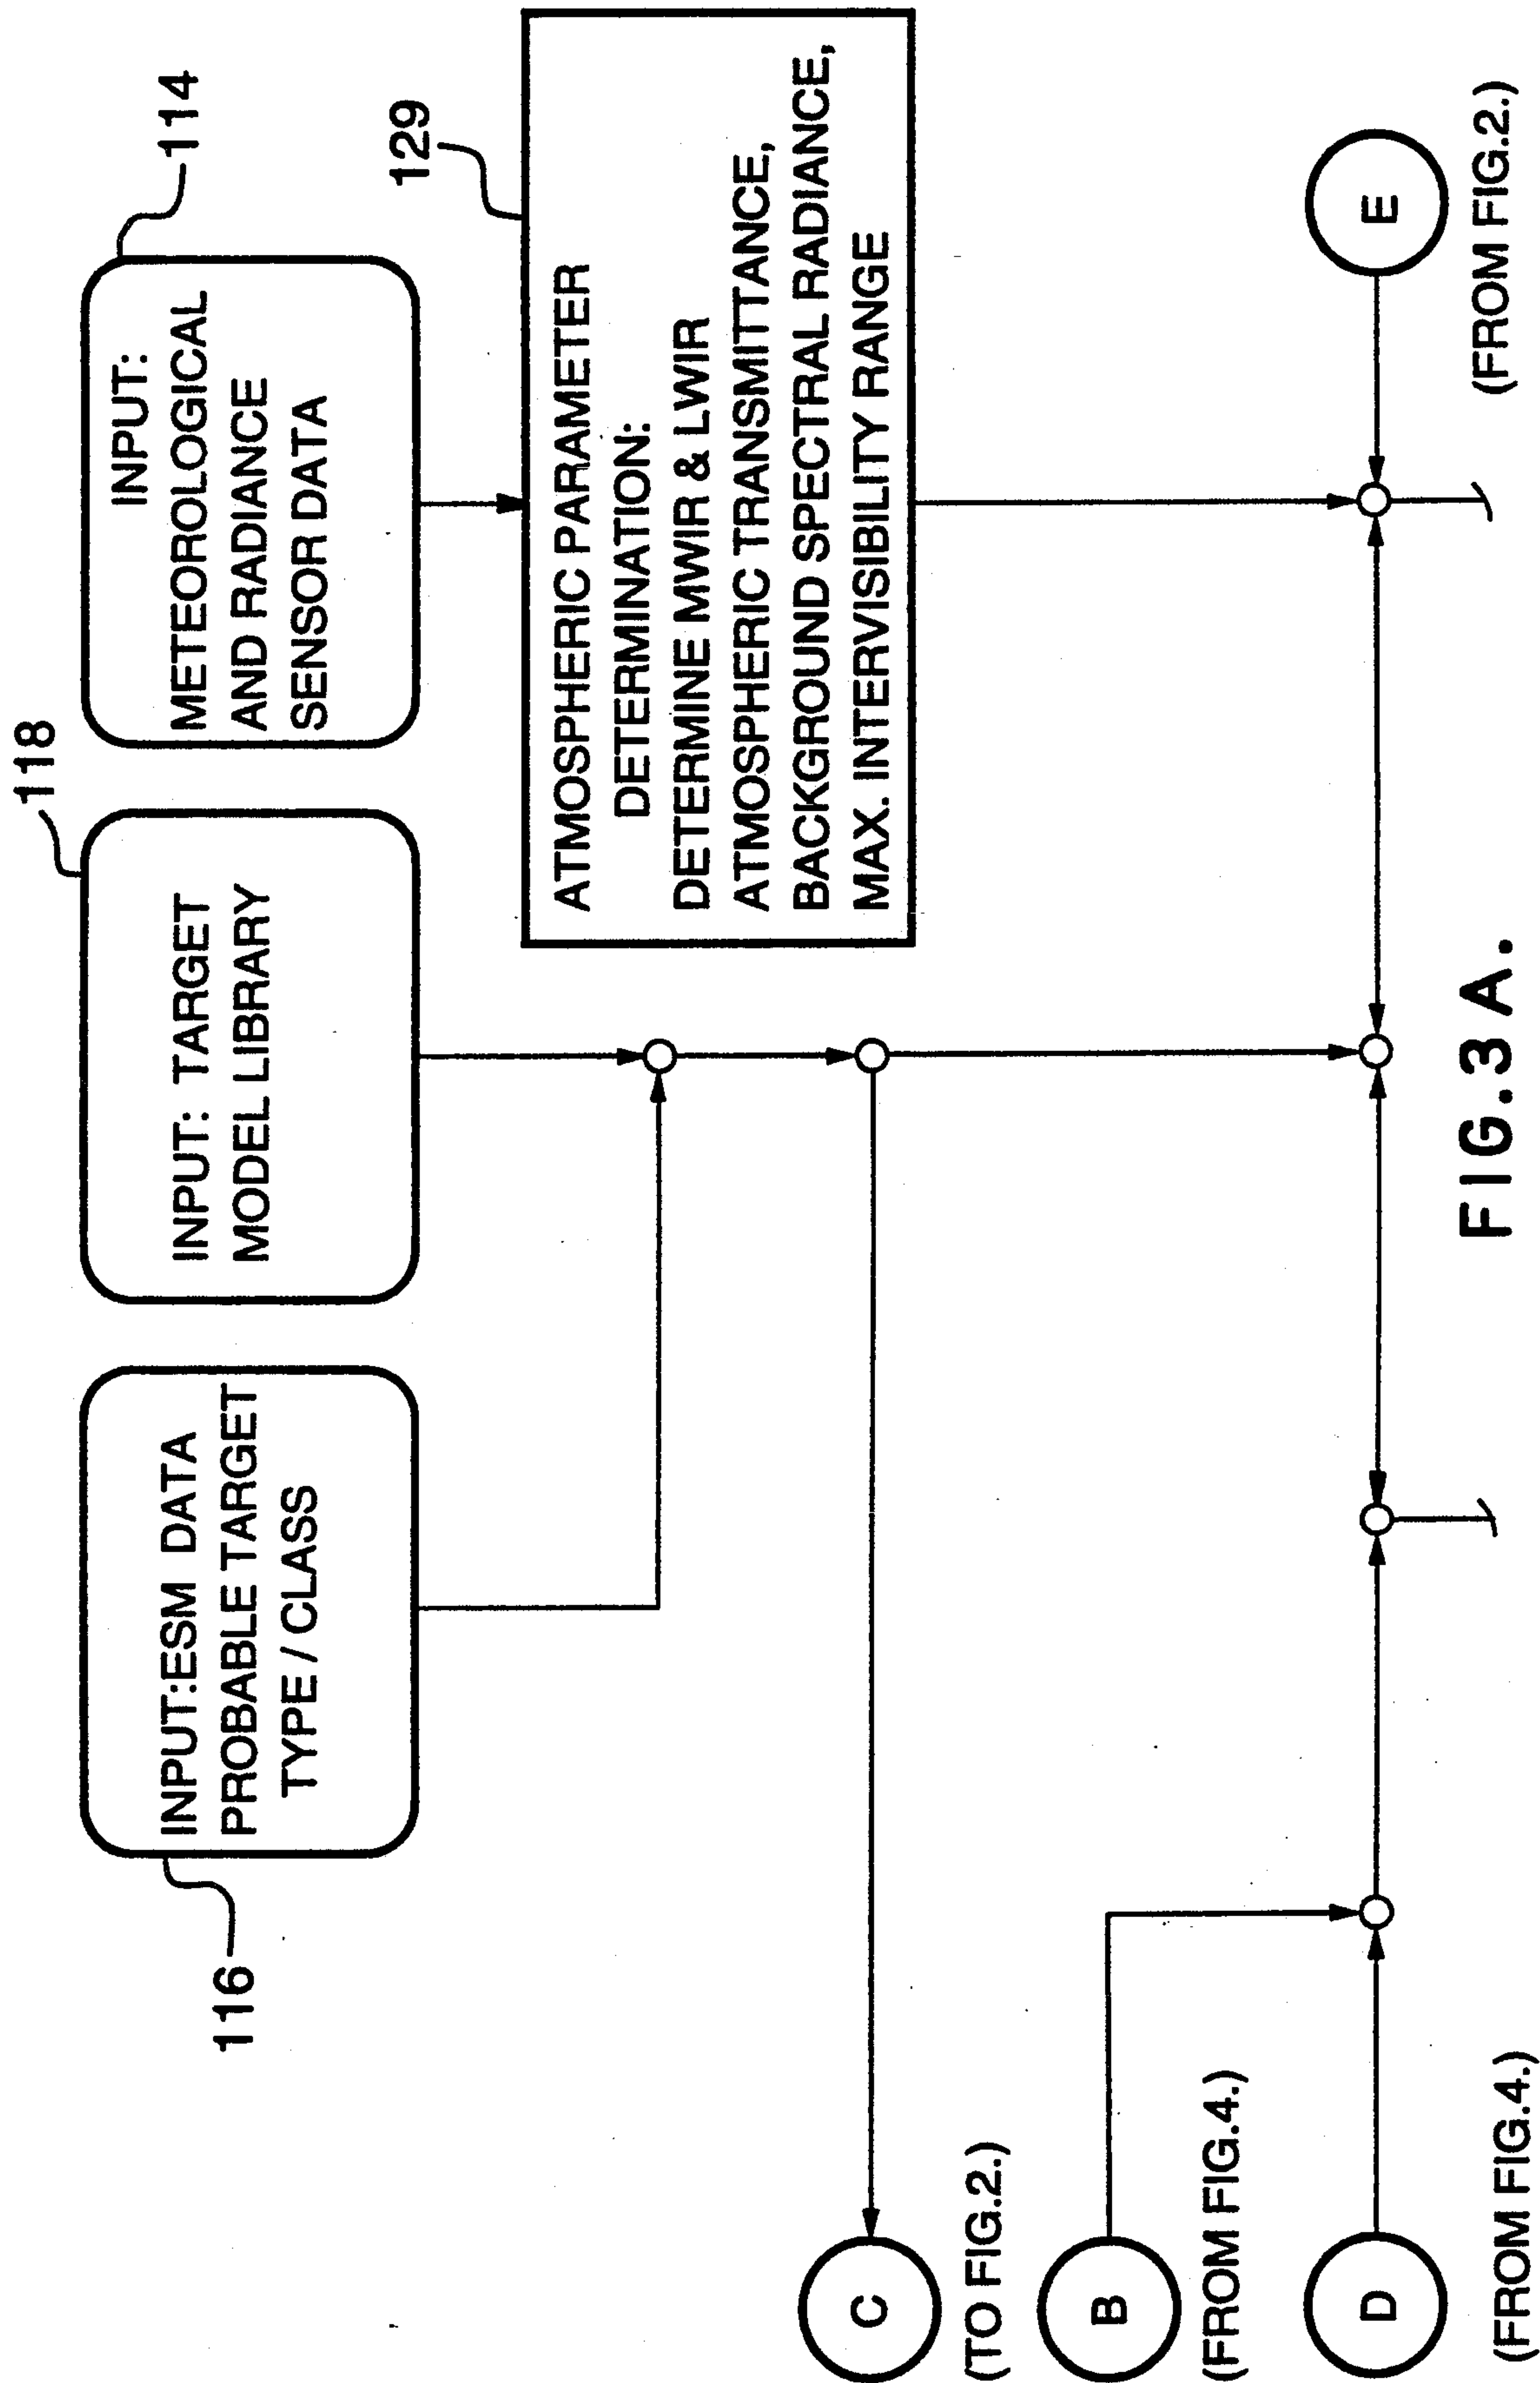 116
INPUT:ESM DATA
PROBABLE TARGET
TYPE / CLASS
118
INPUT: TARGET
MODEL LIBRARY
114
INPUT:
METEOROLOGICAL
AND RADIANCE
SENSOR DATA
129
ATMOSPHERIC PARAMETER
DETERMINATION:
DETERMINE MWIR & LWIR
ATMOSPHERIC TRANSMITTANCE,
BACKGROUND SPECTRAL RADIANCE,
MAX. INTERVISIBILITY RANGE
C
(TO FIG.2.)
B
(FROM FIG.4.)
D
(FROM FIG.4.)
E
(FROM FIG.2.)
FIG.3A.